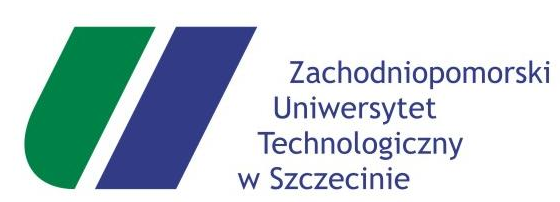 Zachodniopomorski
Uniwersytet
Technologiczny
w Szczecinie